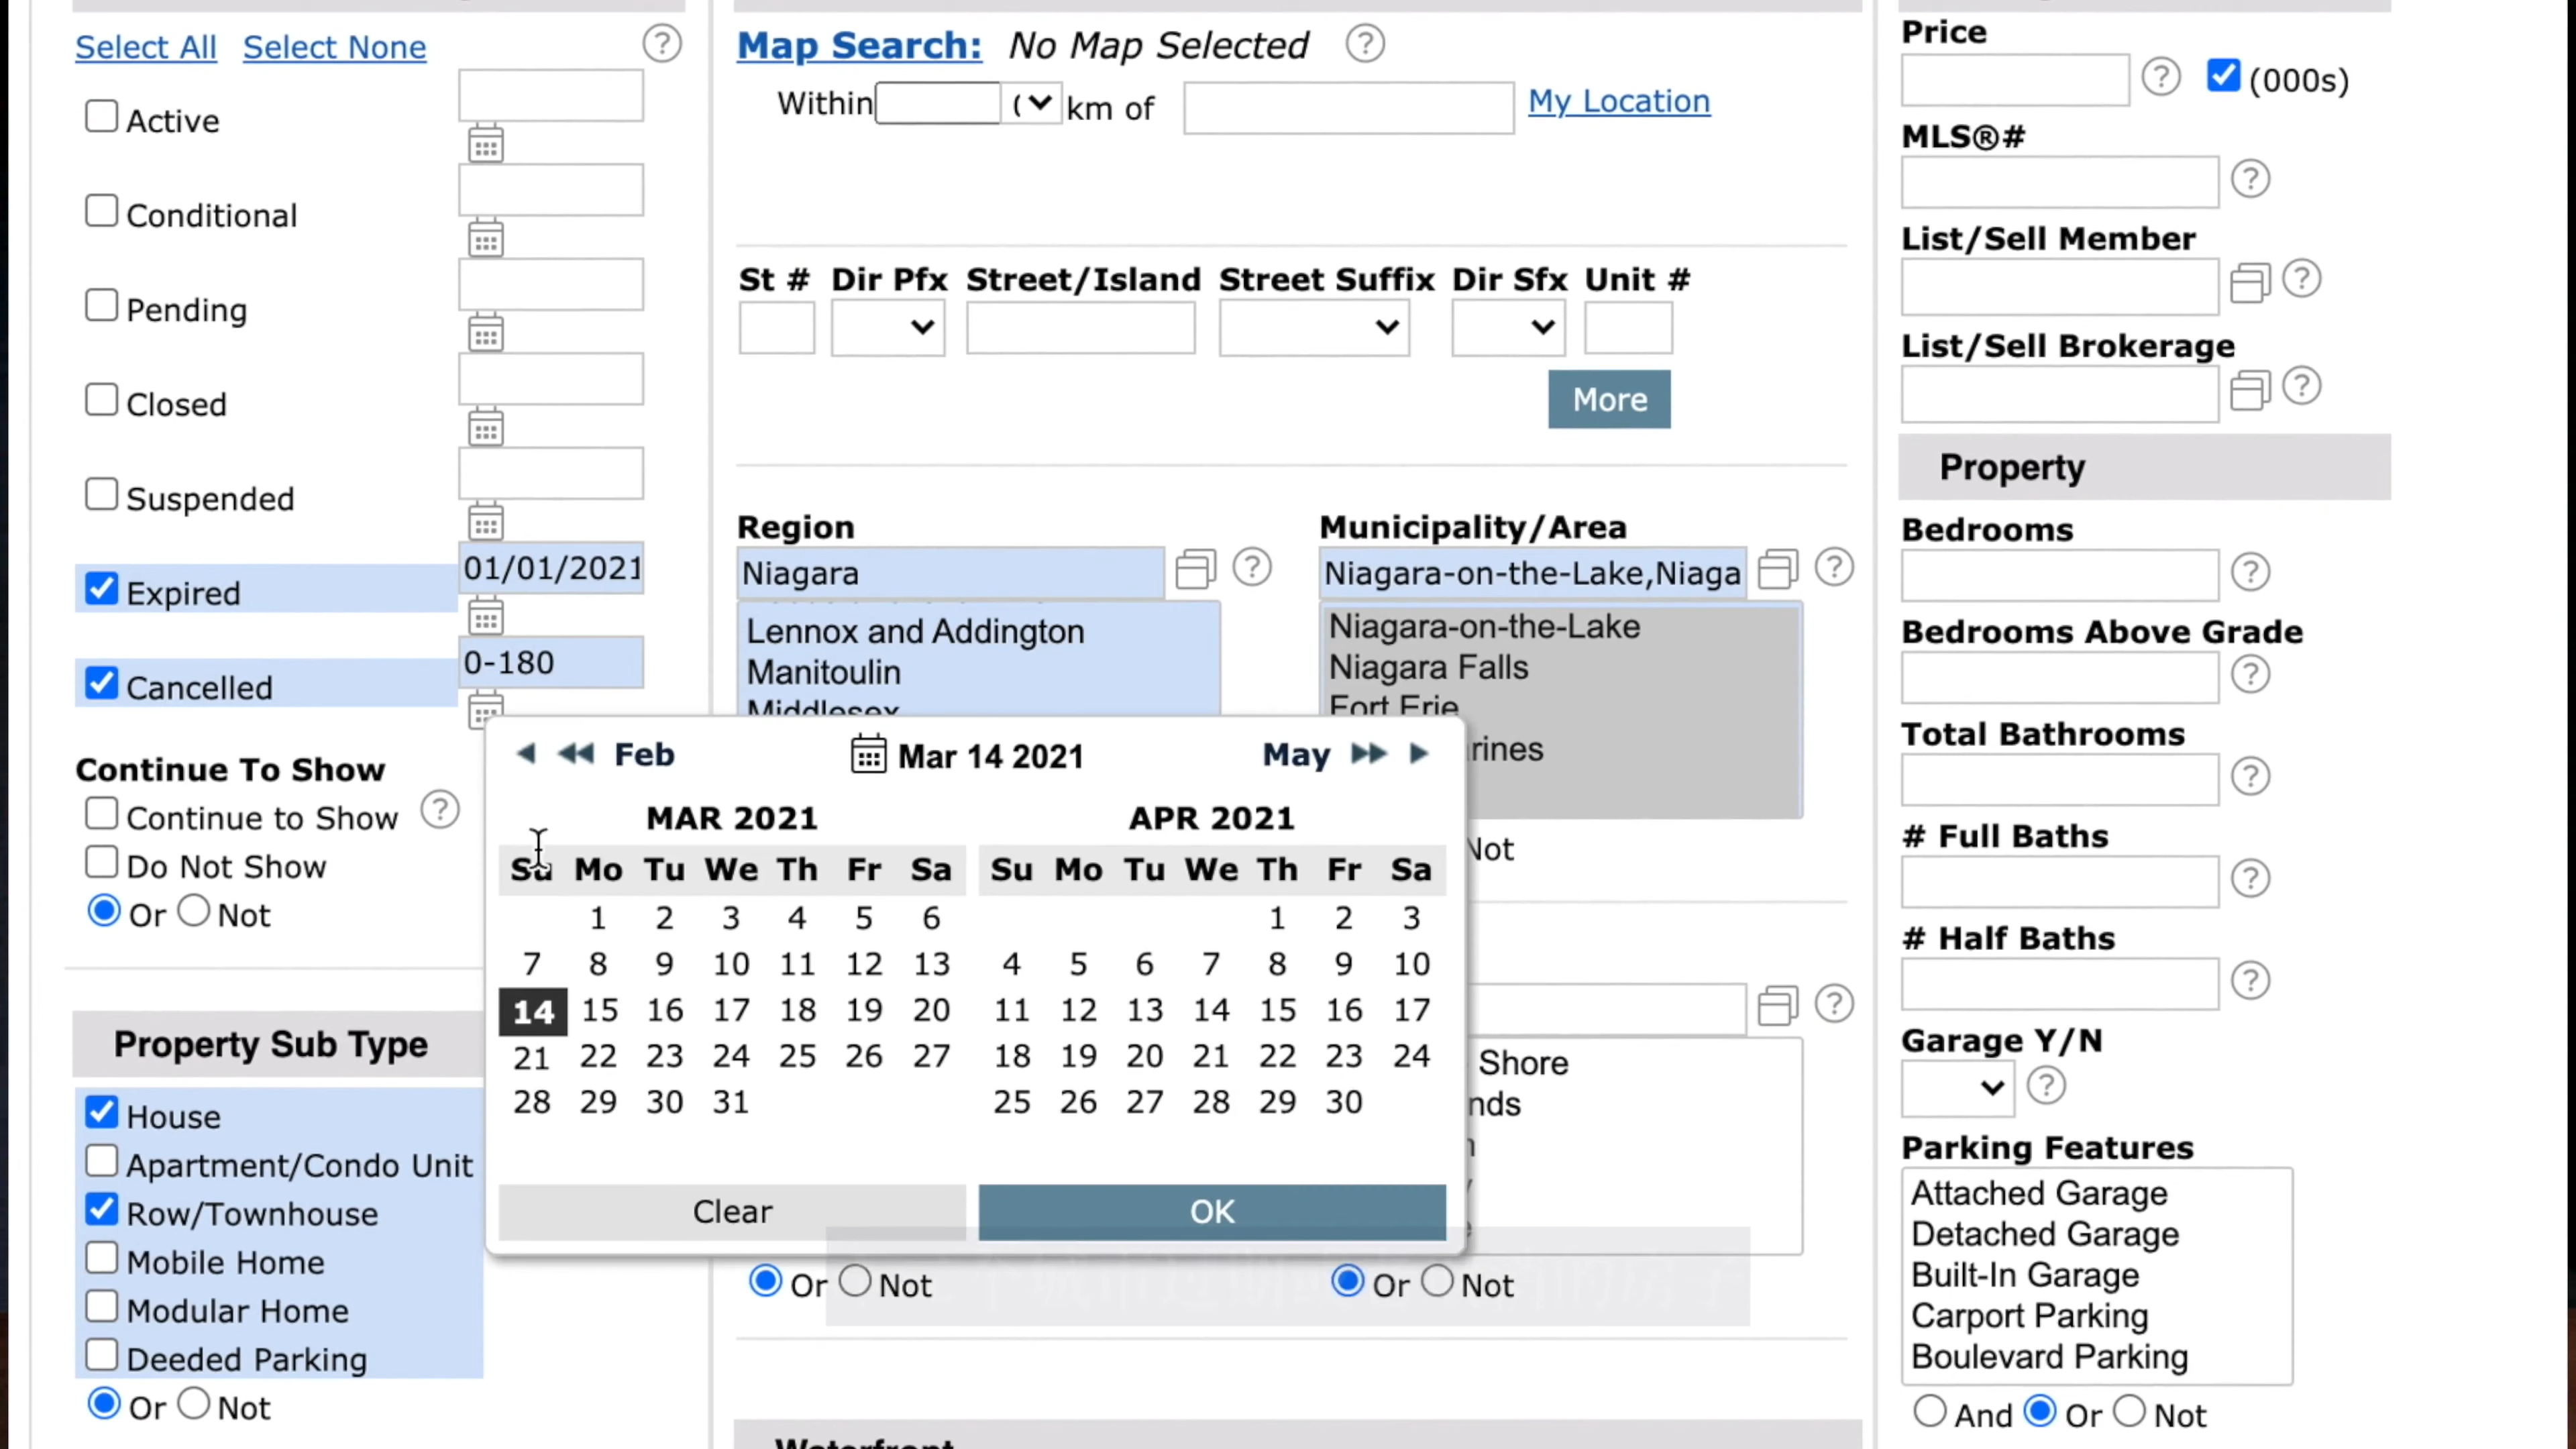 Select All Select None
Active
Conditional
Pending
Closed
Suspended
Expired 01/01/2021
Cancelled 0-180
Continue To Show
Continue to Show
Do Not Show
Or Not
Property Sub Type
House
Apartment/Condo Unit
Row/Townhouse
Mobile Home
Modular Home
Deeded Parking
Or Not
Map Search: No Map Selected
Within ( km of My Location
St # Dir Pfx Street/Island Street Suffix Dir Sfx Unit #
More
Region Municipality/Area
Niagara Niagara-on-the-Lake,Niaga
Lennox and Addington
Manitoulin
Middlesex
Niagara-on-the-Lake
Niagara Falls
Fort Erie
rines
Not
Feb Mar 14 2021 May
MAR 2021 APR 2021
Su Mo Tu We Th Fr Sa Su Mo Tu We Th Fr Sa
1 2 3 4 5 6 1 2 3
7 8 9 10 11 12 13 4 5 6 7 8 9 10
14 15 16 17 18 19 20 11 12 13 14 15 16 17
21 22 23 24 25 26 27 18 19 20 21 22 23 24
28 29 30 31 25 26 27 28 29 30
Clear OK
Shore
nds
Or Not Or Not
Price
(000s)
MLS®#
List/Sell Member
List/Sell Brokerage
Property
Bedrooms
Bedrooms Above Grade
Total Bathrooms
# Full Baths
# Half Baths
Garage Y/N
Parking Features
Attached Garage
Detached Garage
Built-In Garage
Carport Parking
Boulevard Parking
And Or Not